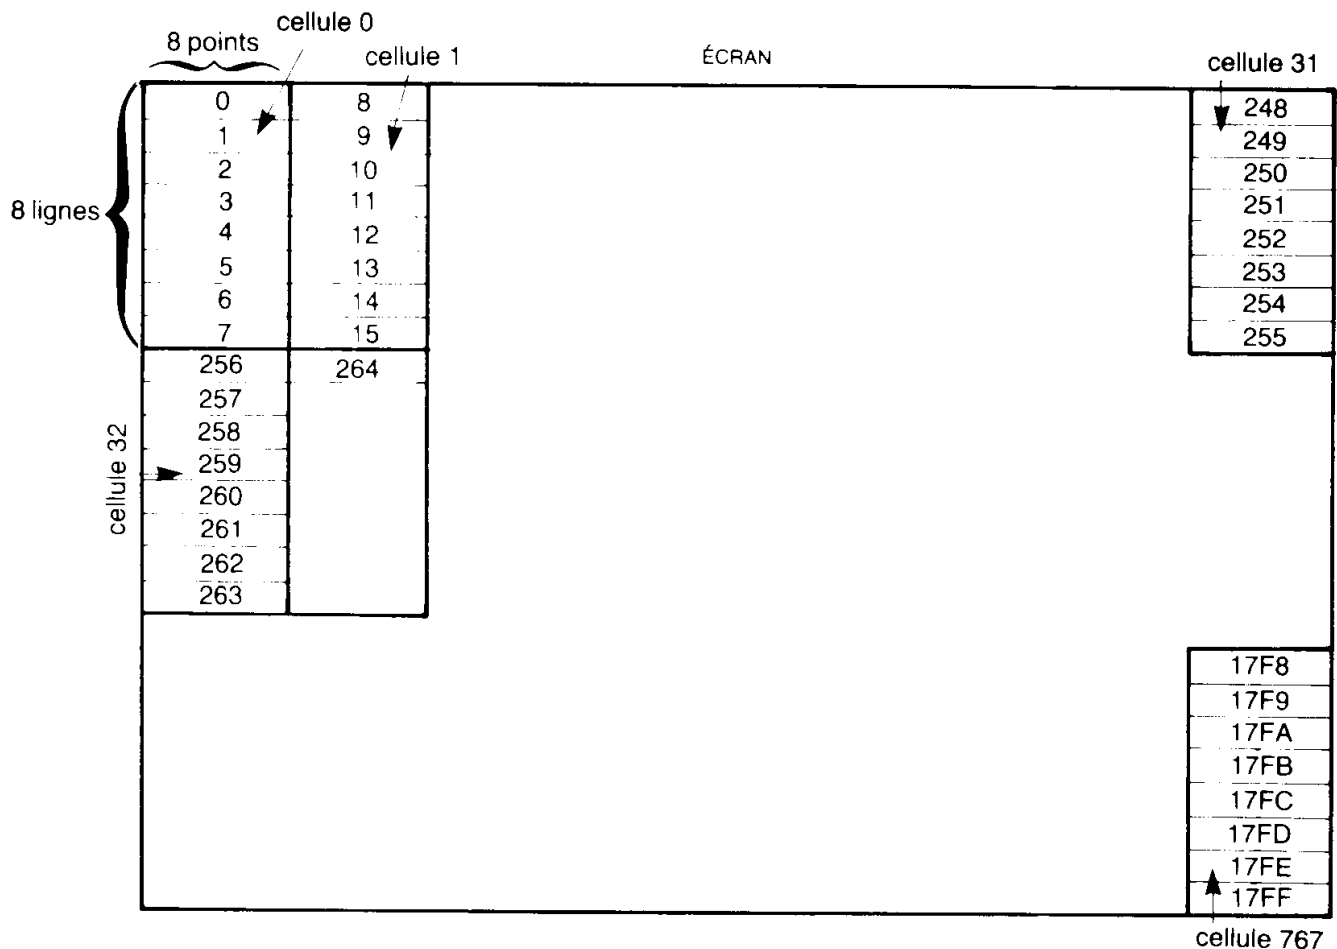 cellule 0
8 points
cellule 1
ÉCRAN
cellule 31
8 lignes
0 8 248
1 9 249
2 10 250
3 11 251
4 12 252
5 13 253
6 14 254
7 15 255
256 264
257
258
259
260
261
262
263
cellule 32
17F8
17F9
17FA
17FB
17FC
17FD
17FE
17FF
cellule 767